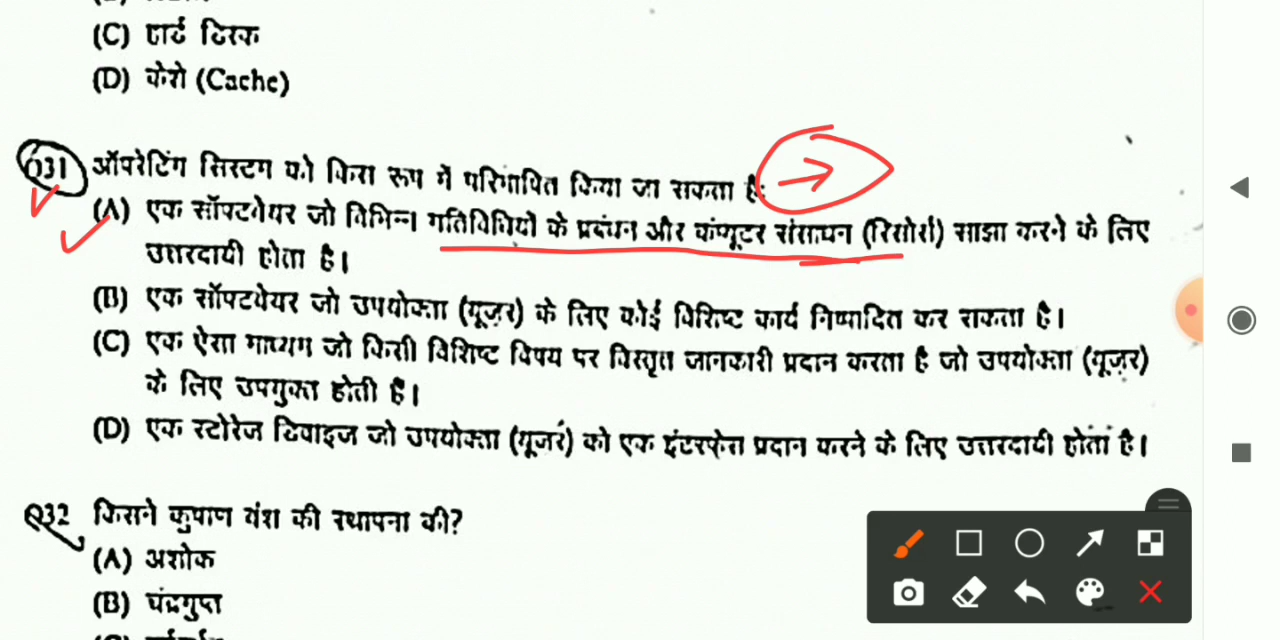 (C) हार्ड डिस्क
(D) केशे (Cache)
Q31 ऑपरेटिंग सिस्टम को किस रूप में परिभाषित किया जा सकता है:
(A) एक सॉफ्टवेयर जो विभिन्न गतिविधियों के प्रबंधन और कंप्यूटर संसाधन (रिसोर्स) साझा करने के लिए
उत्तरदायी होता है।
(B) एक सॉफ्टवेयर जो उपयोक्ता (यूज़र) के लिए कोई विशिष्ट कार्य निष्पादित कर सकता है।
(C) एक ऐसा माध्यम जो किसी विशिष्ट विषय पर विस्तृत जानकारी प्रदान करता है जो उपयोक्ता (यूज़र)
के लिए उपयुक्त होती है।
(D) एक स्टोरेज डिवाइज जो उपयोक्ता (यूजर) को एक इंटरफेस प्रदान करने के लिए उत्तरदायी होता है।
Q32 किसने कुषाण वंश की स्थापना की?
(A) अशोक
(B) चंद्रगुप्त